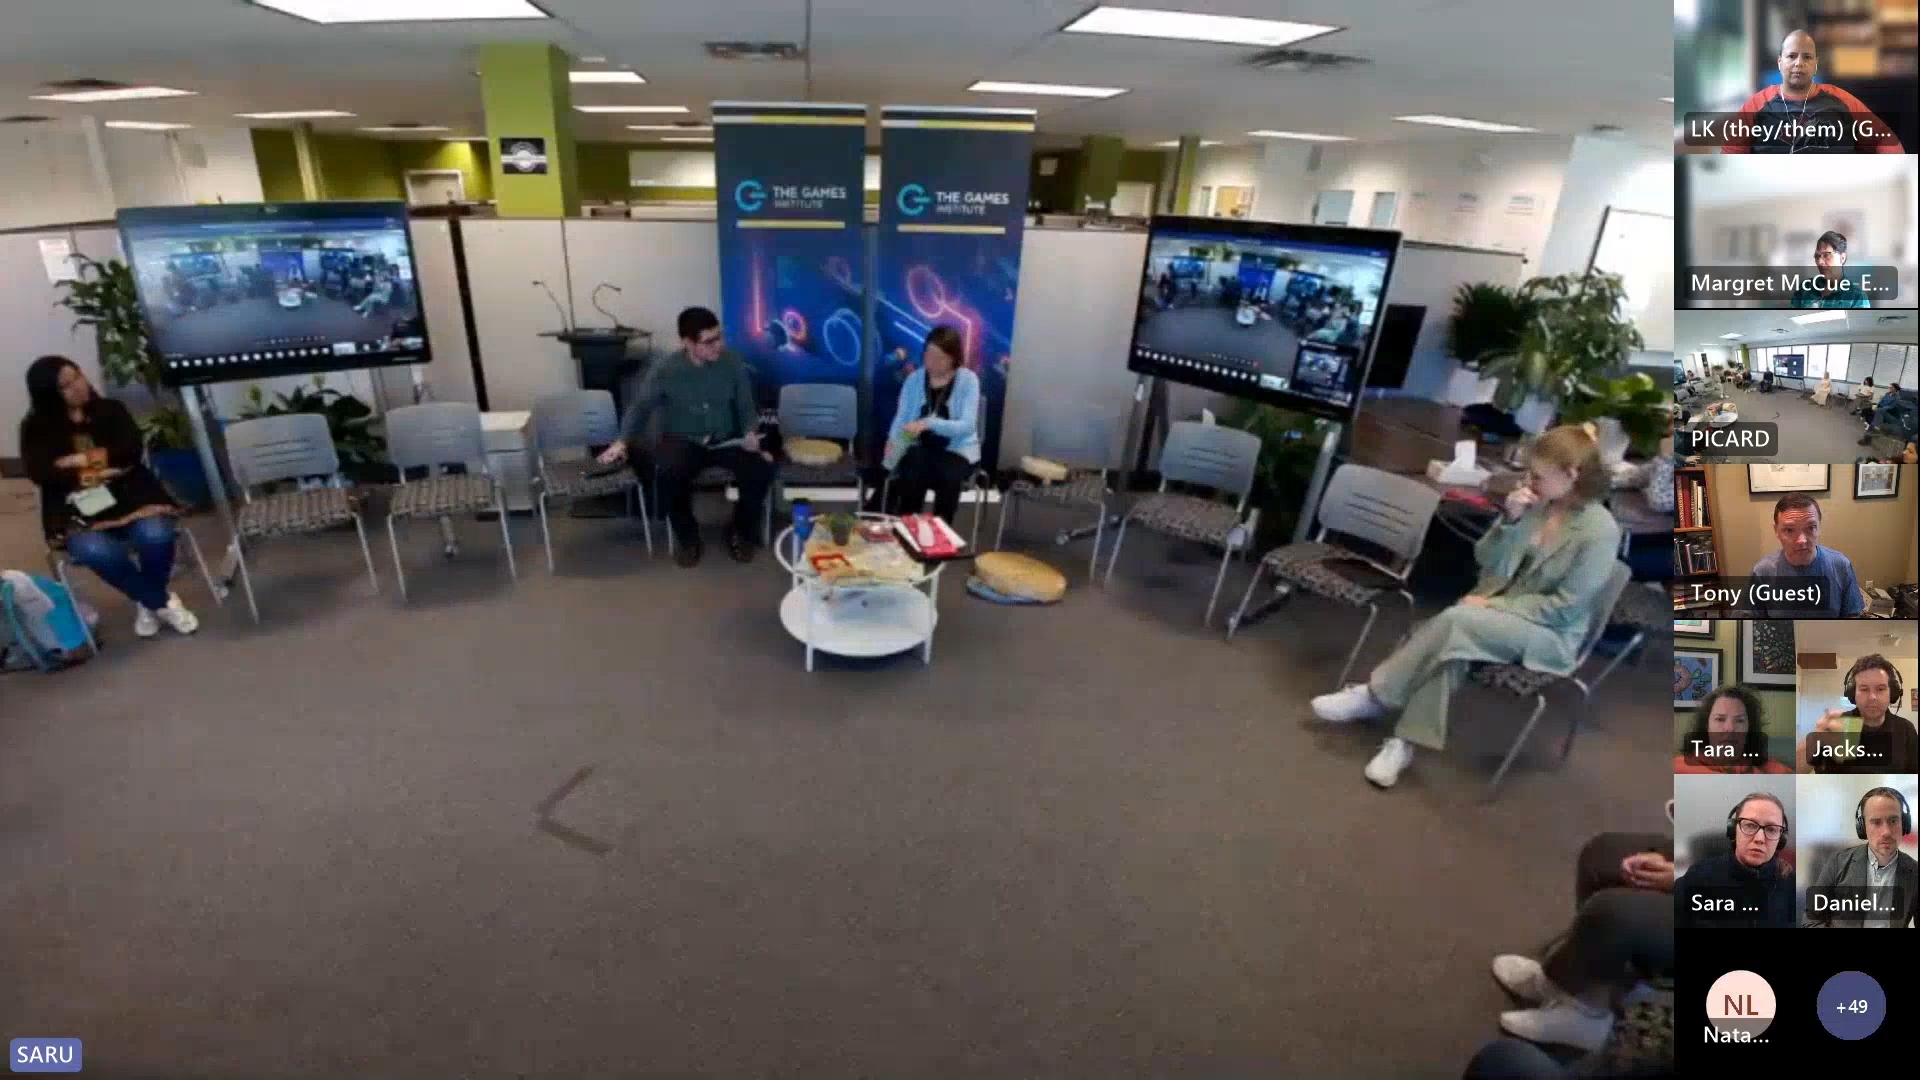 THE GAMES
INSTITUTE
THE GAMES
INSTITUTE
SARU
LK (they/them) (G...
Margret McCue-E...
PICARD
Tony (Guest)
Tara ...
Jacks...
Sara ...
Daniel...
NL
Nata...
+49